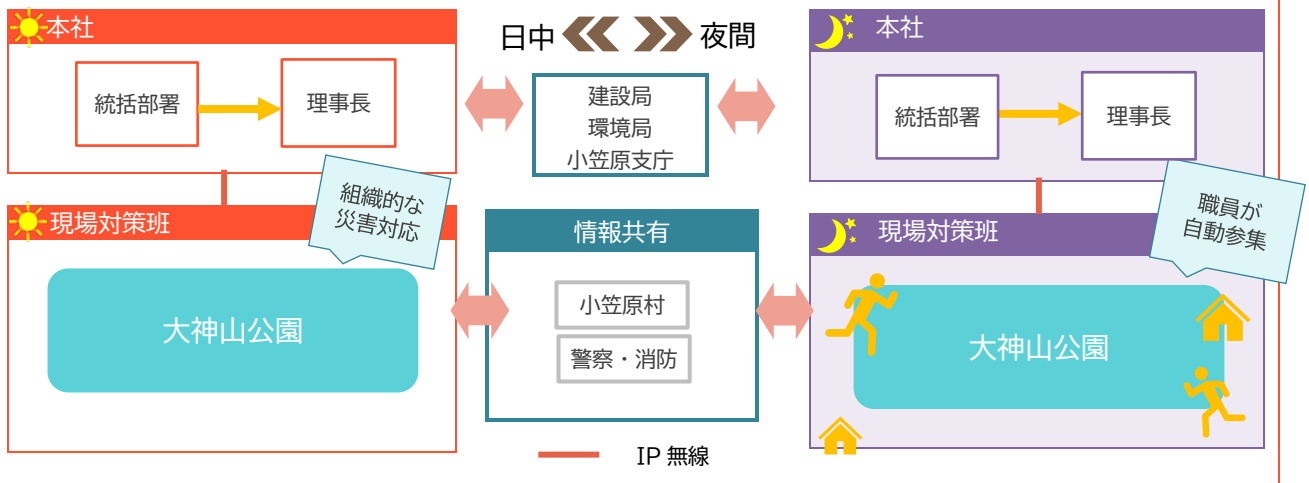 本社
統括部署
理事長
組織的な
災害対応
現場対策班
大神山公園
日中
夜間
建設局
環境局
小笠原支庁
情報共有
小笠原村
警察・消防
IP 無線
本社
統括部署
理事長
職員が
自動参集
現場対策班
大神山公園